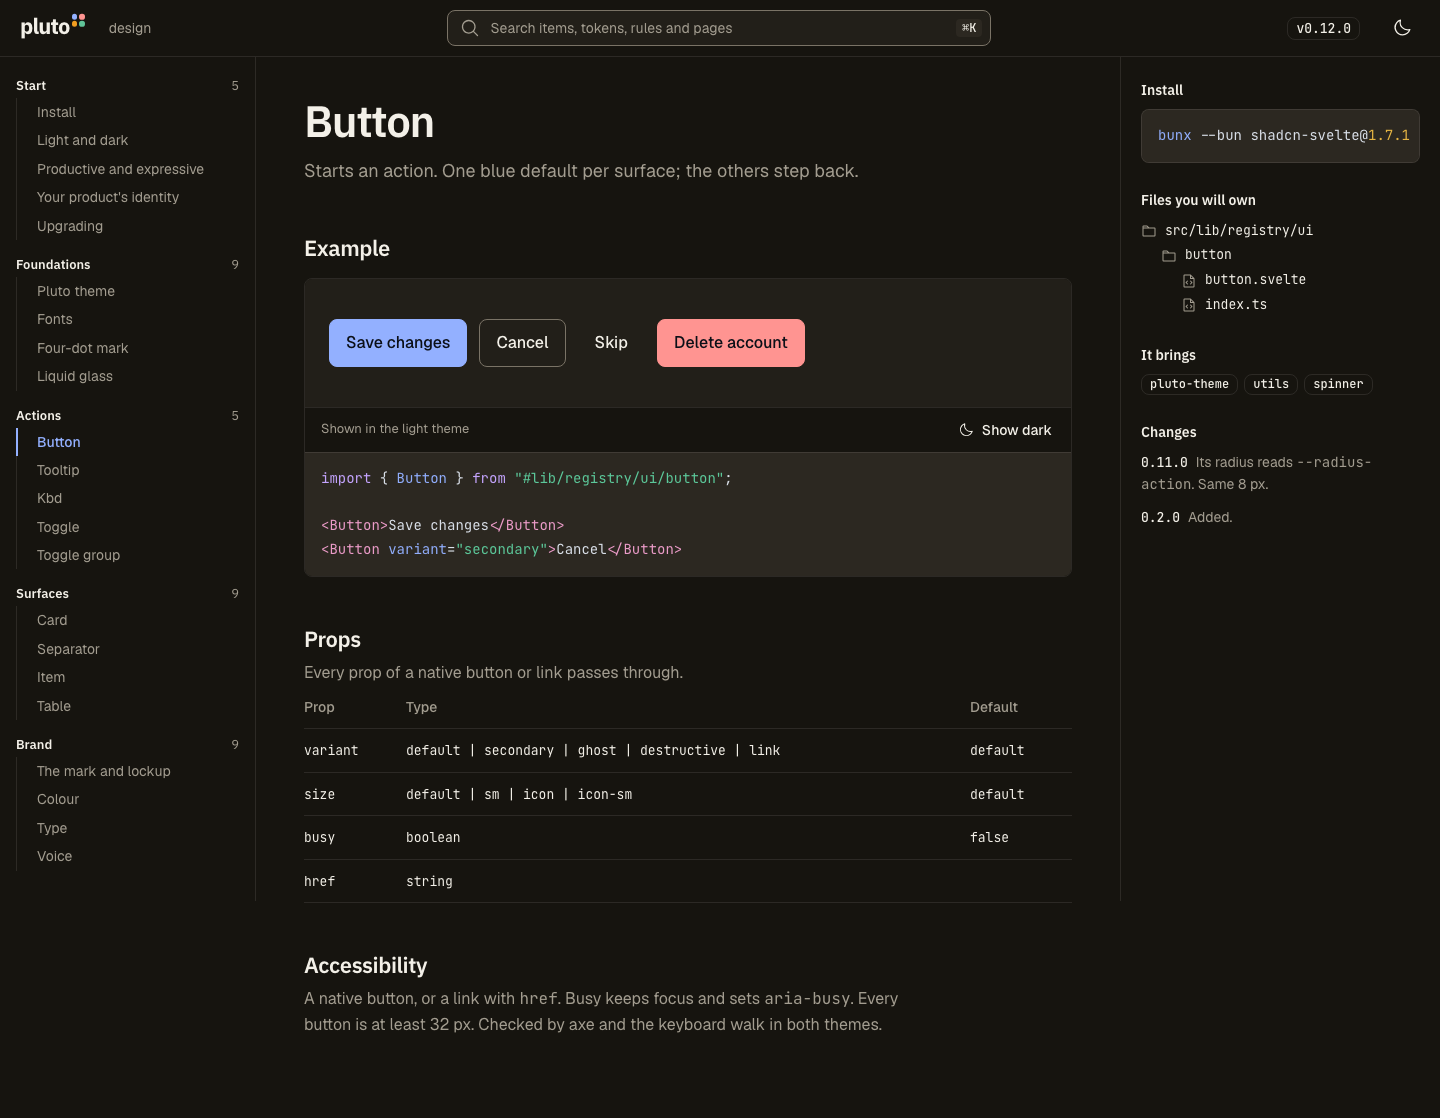 pluto design
Search items, tokens, rules and pages ⌘K
v0.12.0
Start 5
Install
Light and dark
Productive and expressive
Your product's identity
Upgrading
Foundations 9
Pluto theme
Fonts
Four-dot mark
Liquid glass
Actions 5
Button
Tooltip
Kbd
Toggle
Toggle group
Surfaces 9
Card
Separator
Item
Table
Brand 9
The mark and lockup
Colour
Type
Voice
Button
Starts an action. One blue default per surface; the others step back.
Example
Save changes Cancel Skip Delete account
Shown in the light theme Show dark
import { Button } from "#lib/registry/ui/button";
<Button>Save changes</Button>
<Button variant="secondary">Cancel</Button>
Props
Every prop of a native button or link passes through.
Prop Type Default
variant default | secondary | ghost | destructive | link default
size default | sm | icon | icon-sm default
busy boolean false
href string
Accessibility
A native button, or a link with href. Busy keeps focus and sets aria-busy. Every
button is at least 32 px. Checked by axe and the keyboard walk in both themes.
Install
bunx --bun shadcn-svelte@1.7.1
Files you will own
src/lib/registry/ui
button
button.svelte
index.ts
It brings
pluto-theme utils spinner
Changes
0.11.0 Its radius reads --radius-
action. Same 8 px.
0.2.0 Added.